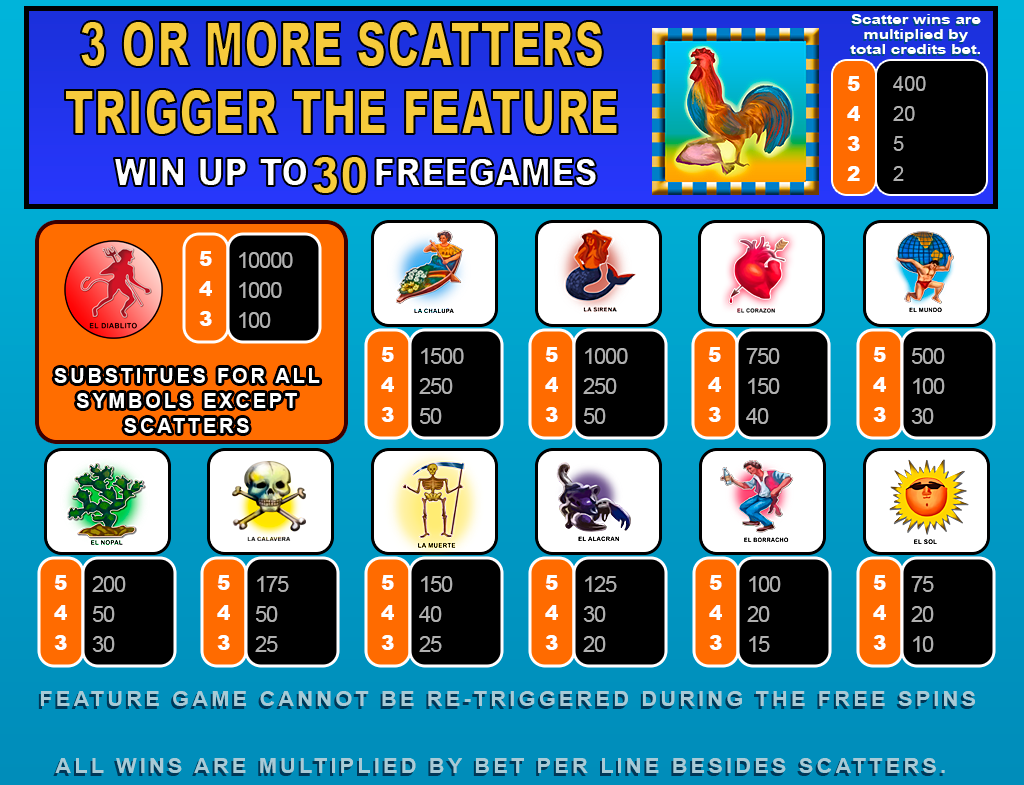 3 OR MORE SCATTERS
TRIGGER THE FEATURE
WIN UP TO 30 FREEGAMES
Scatter wins are
multiplied by
total credits bet.
5 400
4 20
3 5
2 2
EL DIABLITO
5 10000
4 1000
3 100
SUBSTITUES FOR ALL
SYMBOLS EXCEPT
SCATTERS
LA CHALUPA
5 1500
4 250
3 50
LA SIRENA
5 1000
4 250
3 50
EL CORAZON
5 750
4 150
3 40
EL MUNDO
5 500
4 100
3 30
EL NOPAL
5 200
4 50
3 30
LA CALAVERA
5 175
4 50
3 25
LA MUERTE
5 150
4 40
3 25
EL ALACRAN
5 125
4 30
3 20
EL BORRACHO
5 100
4 20
3 15
EL SOL
5 75
4 20
3 10
FEATURE GAME CANNOT BE RE-TRIGGERED DURING THE FREE SPINS
ALL WINS ARE MULTIPLIED BY BET PER LINE BESIDES SCATTERS.